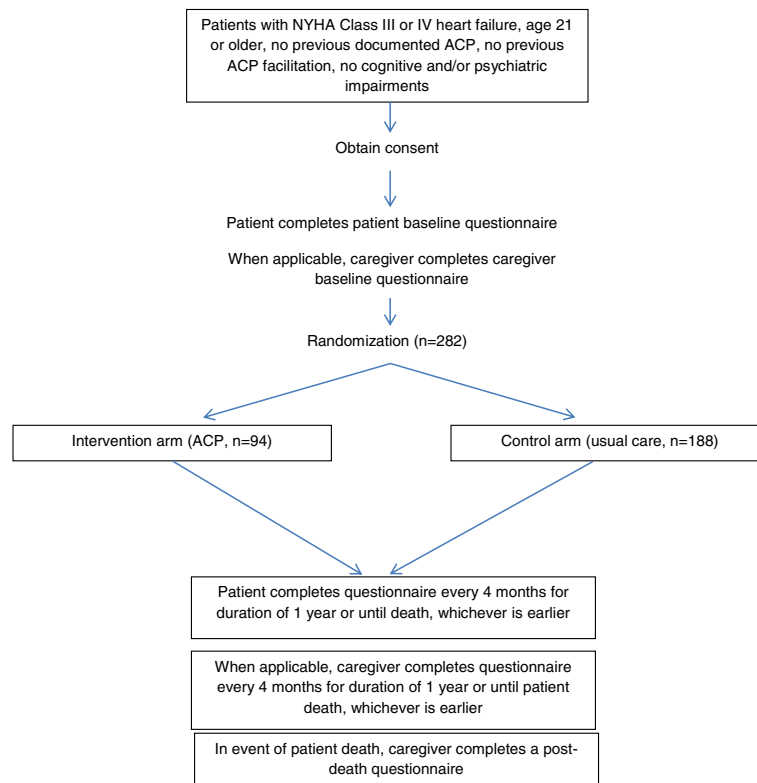 Patients with NYHA Class III or IV heart failure, age 21
or older, no previous documented ACP, no previous
ACP facilitation, no cognitive and/or psychiatric
impairments
Obtain consent
Patient completes patient baseline questionnaire
When applicable, caregiver completes caregiver
baseline questionnaire
Randomization (n=282)
Intervention arm (ACP, n=94)
Control arm (usual care, n=188)
Patient completes questionnaire every 4 months for
duration of 1 year or until death, whichever is earlier
When applicable, caregiver completes questionnaire
every 4 months for duration of 1 year or until patient
death, whichever is earlier
In event of patient death, caregiver completes a post-
death questionnaire